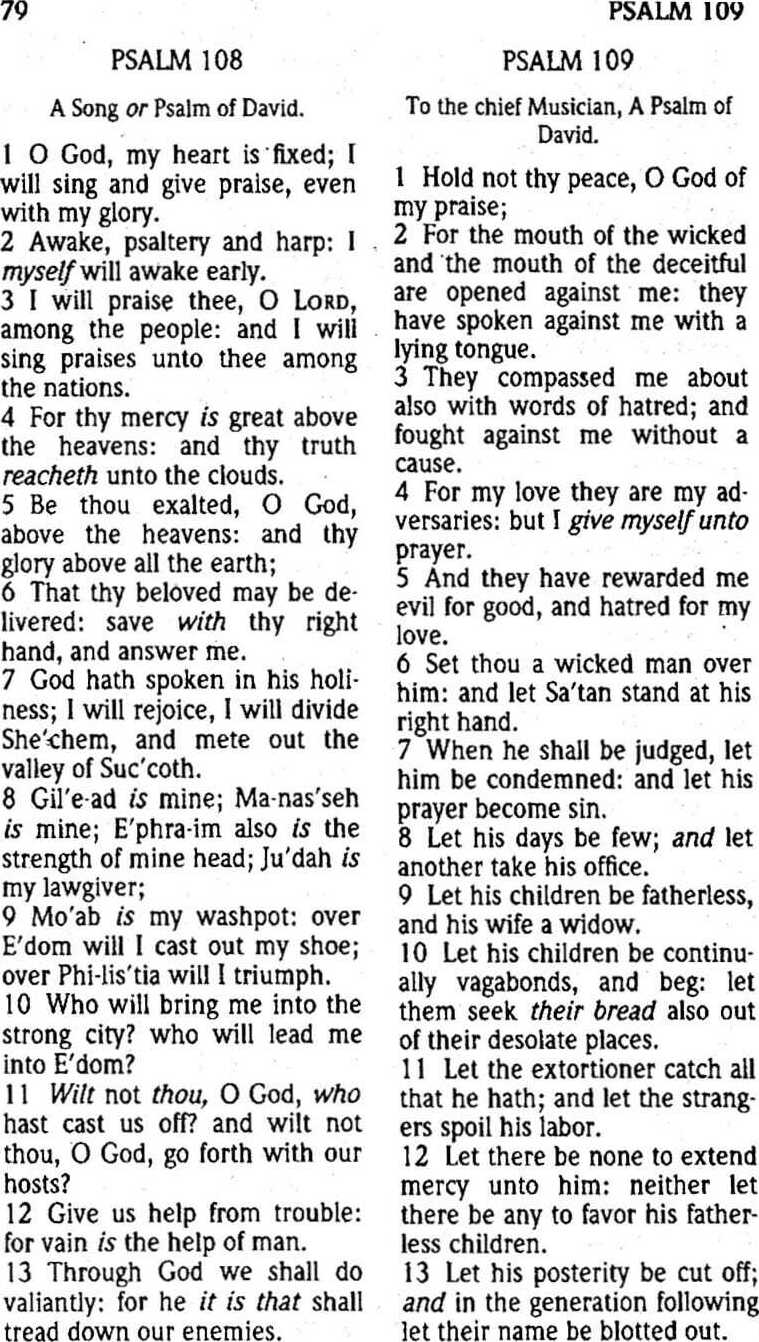 79
PSALM 109
PSALM 108
A Song or Psalm of David.
1 O God, my heart is fixed; I
will sing and give praise, even
with my glory.
2 Awake, psaltery and harp: I
myself will awake early.
3 I will praise thee, O LORD,
among the people: and I will
sing praises unto thee among
the nations.
4 For thy mercy is great above
the heavens: and thy truth
reacheth unto the clouds.
5 Be thou exalted, O God,
above the heavens: and thy
glory above all the earth;
6 That thy beloved may be de-
livered: save with thy right
hand, and answer me.
7 God hath spoken in his holi-
ness; I will rejoice, I will divide
She'chem, and mete out the
valley of Suc'coth.
8 Gil'e-ad is mine; Ma-nas'seh
is mine; E'phra-im also is the
strength of mine head; Ju'dah is
my lawgiver;
9 Mo'ab is my washpot: over
E'dom will I cast out my shoe;
over Phi-lis'tia will I triumph.
10 Who will bring me into the
strong city? who will lead me
into E'dom?
11 Wilt not thou, O God, who
hast cast us off? and wilt not
thou, O God, go forth with our
hosts?
12 Give us help from trouble:
for vain is the help of man.
13 Through God we shall do
valiantly: for he it is that shall
tread down our enemies.
PSALM 109
To the chief Musician, A Psalm of
David.
1 Hold not thy peace, O God of
my praise;
2 For the mouth of the wicked
and the mouth of the deceitful
are opened against me: they
have spoken against me with a
lying tongue.
3 They compassed me about
also with words of hatred; and
fought against me without a
cause.
4 For my love they are my ad-
versaries: but I give myself unto
prayer.
5 And they have rewarded me
evil for good, and hatred for my
love.
6 Set thou a wicked man over
him: and let Sa'tan stand at his
right hand.
7 When he shall be judged, let
him be condemned: and let his
prayer become sin.
8 Let his days be few; and let
another take his office.
9 Let his children be fatherless,
and his wife a widow.
10 Let his children be continu-
ally vagabonds, and beg: let
them seek their bread also out
of their desolate places.
11 Let the extortioner catch all
that he hath; and let the strang-
ers spoil his labor.
12 Let there be none to extend
mercy unto him: neither let
there be any to favor his father-
less children.
13 Let his posterity be cut off;
and in the generation following
let their name be blotted out.